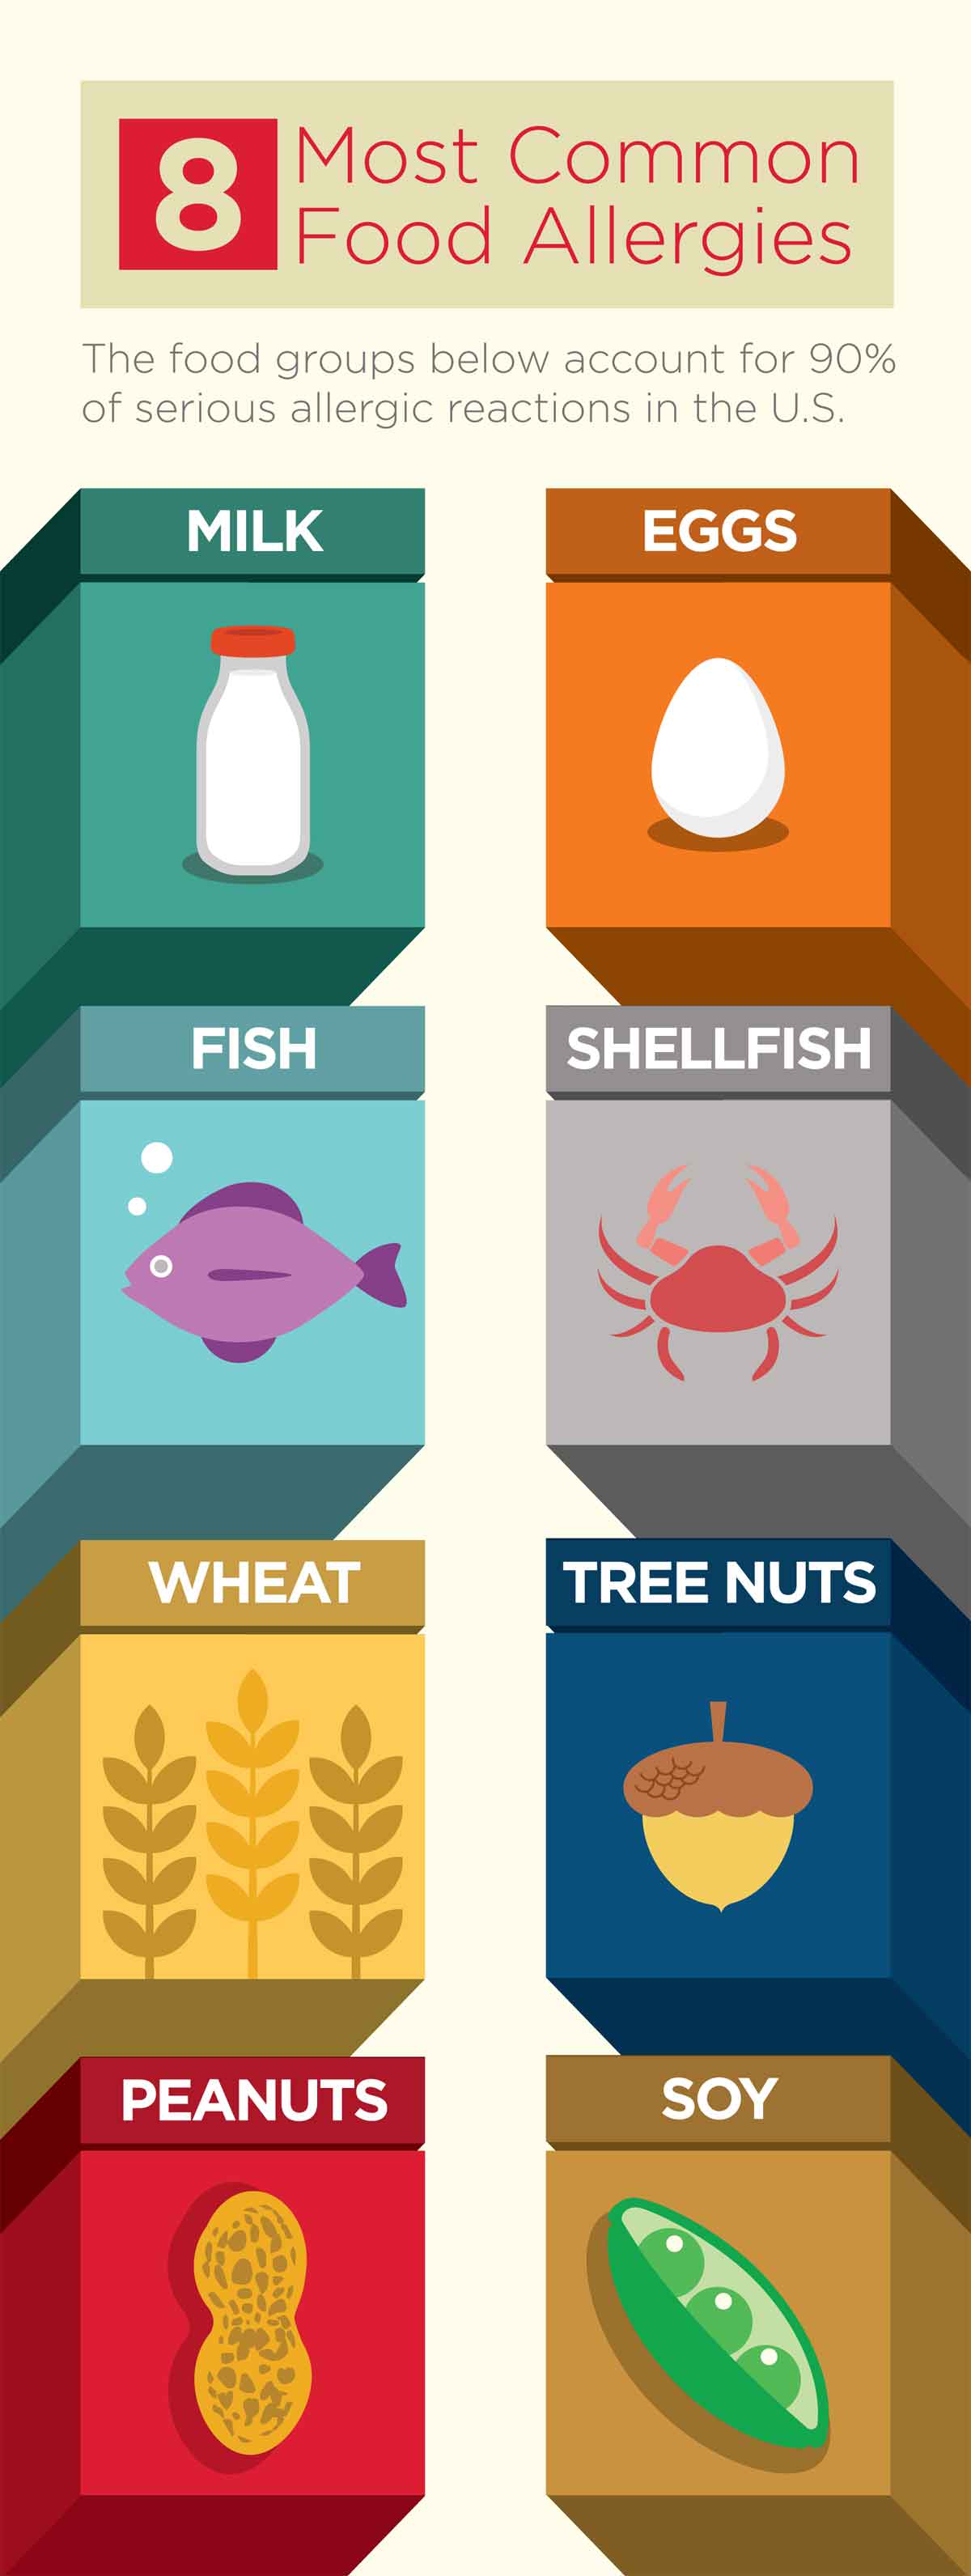 8 Most Common
Food Allergies
The food groups below account for 90%
of serious allergic reactions in the U.S.
MILK
EGGS
FISH
SHELLFISH
WHEAT
TREE NUTS
PEANUTS
SOY